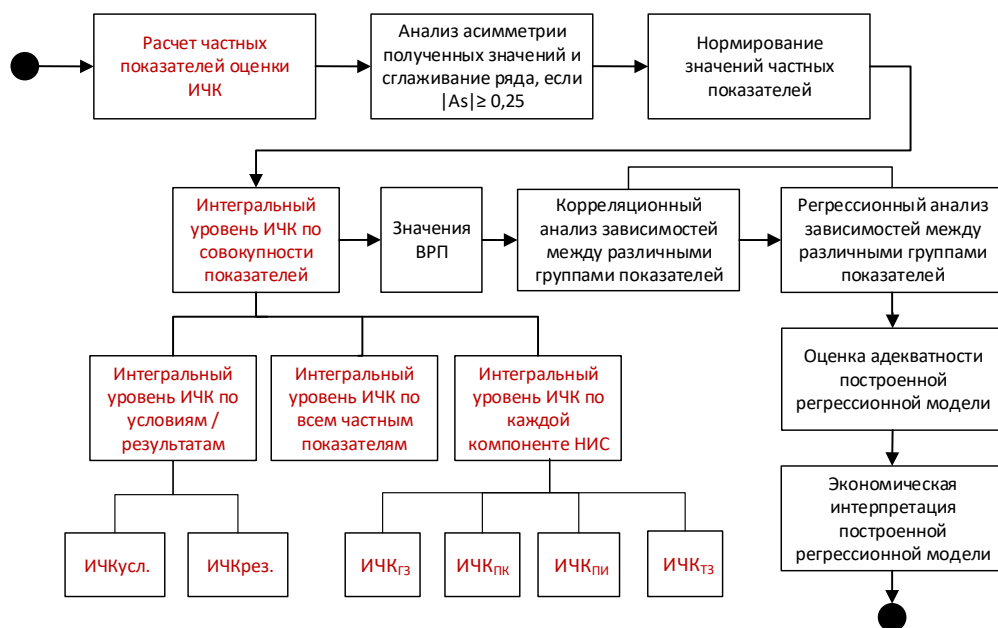 Расчет частных
показателей оценки
ИЧК
Анализ асимметрии
полученных значений и
сглаживание ряда, если
|As|≥ 0,25
Нормирование
значений частных
показателей
Интегральный
уровень ИЧК по
совокупности
показателей
Значения
ВРП
Корреляционный
анализ зависимостей
между различными
группами показателей
Регрессионный анализ
зависимостей между
различными группами
показателей
Интегральный
уровень ИЧК по
условиям /
результатам
Интегральный
уровень ИЧК по
всем частным
показателям
Интегральный
уровень ИЧК по
каждой
компоненте НИС
Оценка адекватности
построенной
регрессионной модели
ИЧКусл.
ИЧКрез.
ИЧКГЗ
ИЧКПК
ИЧКПИ
ИЧКТЗ
Экономическая
интерпретация
построенной
регрессионной модели